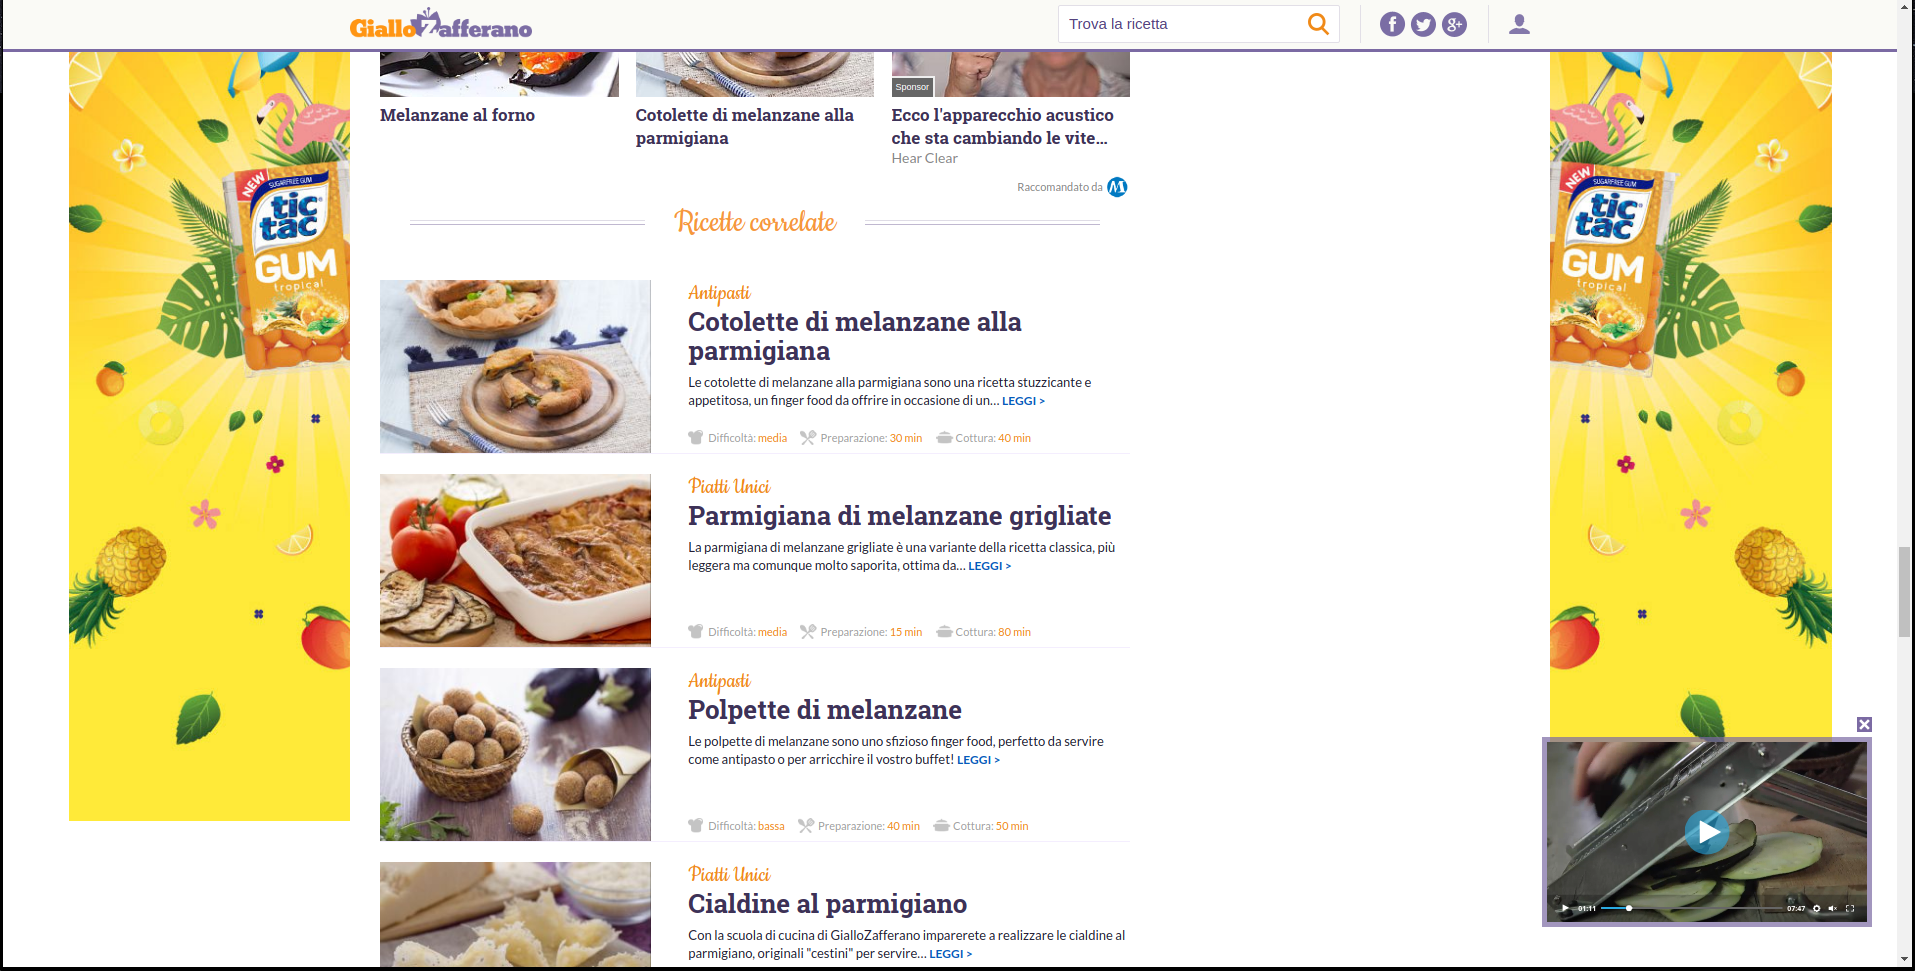 GialloZafferano
Trova la ricetta
Melanzane al forno
Cotolette di melanzane alla
parmigiana
Sponsor
Ecco l'apparecchio acustico
che sta cambiando le vite...
Hear Clear
Raccomandato da
Ricette correlate
Antipasti
Cotolette di melanzane alla
parmigiana
Le cotolette di melanzane alla parmigiana sono una ricetta stuzzicante e
appetitosa, un finger food da offrire in occasione di un... LEGGI >
Difficoltà: media Preparazione: 30 min Cottura: 40 min
Piatti Unici
Parmigiana di melanzane grigliate
La parmigiana di melanzane grigliate è una variante della ricetta classica, più
leggera ma comunque molto saporita, ottima da... LEGGI >
Difficoltà: media Preparazione: 15 min Cottura: 80 min
Antipasti
Polpette di melanzane
Le polpette di melanzane sono uno sfizioso finger food, perfetto da servire
come antipasto o per arricchire il vostro buffet! LEGGI >
Difficoltà: bassa Preparazione: 40 min Cottura: 50 min
Piatti Unici
Cialdine al parmigiano
Con la scuola di cucina di GialloZafferano imparerete a realizzare le cialdine al
parmigiano, originali "cestini" per servire... LEGGI >
NEW
SUGARFREE GUM
tic
tac
GUM
tropical
NEW
SUGARFREE GUM
tic
tac
GUM
tropical
01:11
07:47